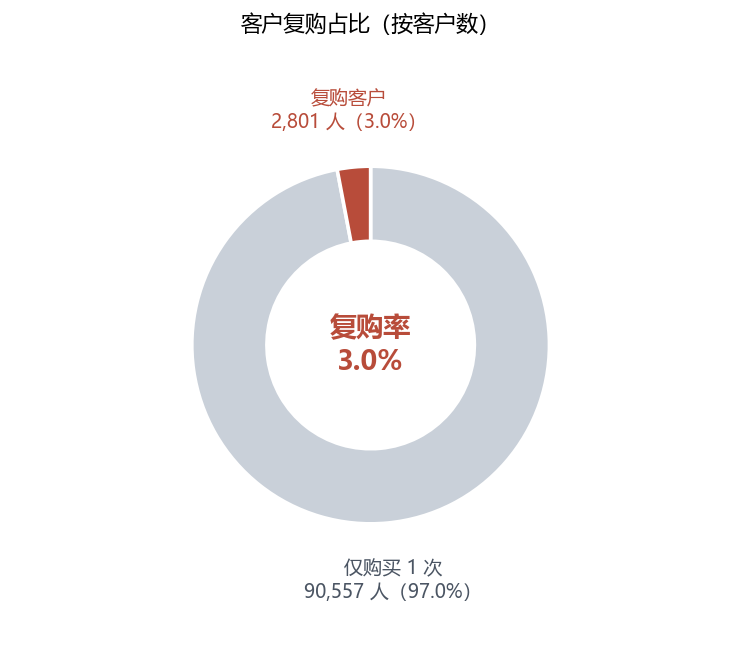 客户复购占比（按客户数）
复购客户
2,801 人（3.0%）
复购率
3.0%
仅购买 1 次
90,557 人（97.0%）